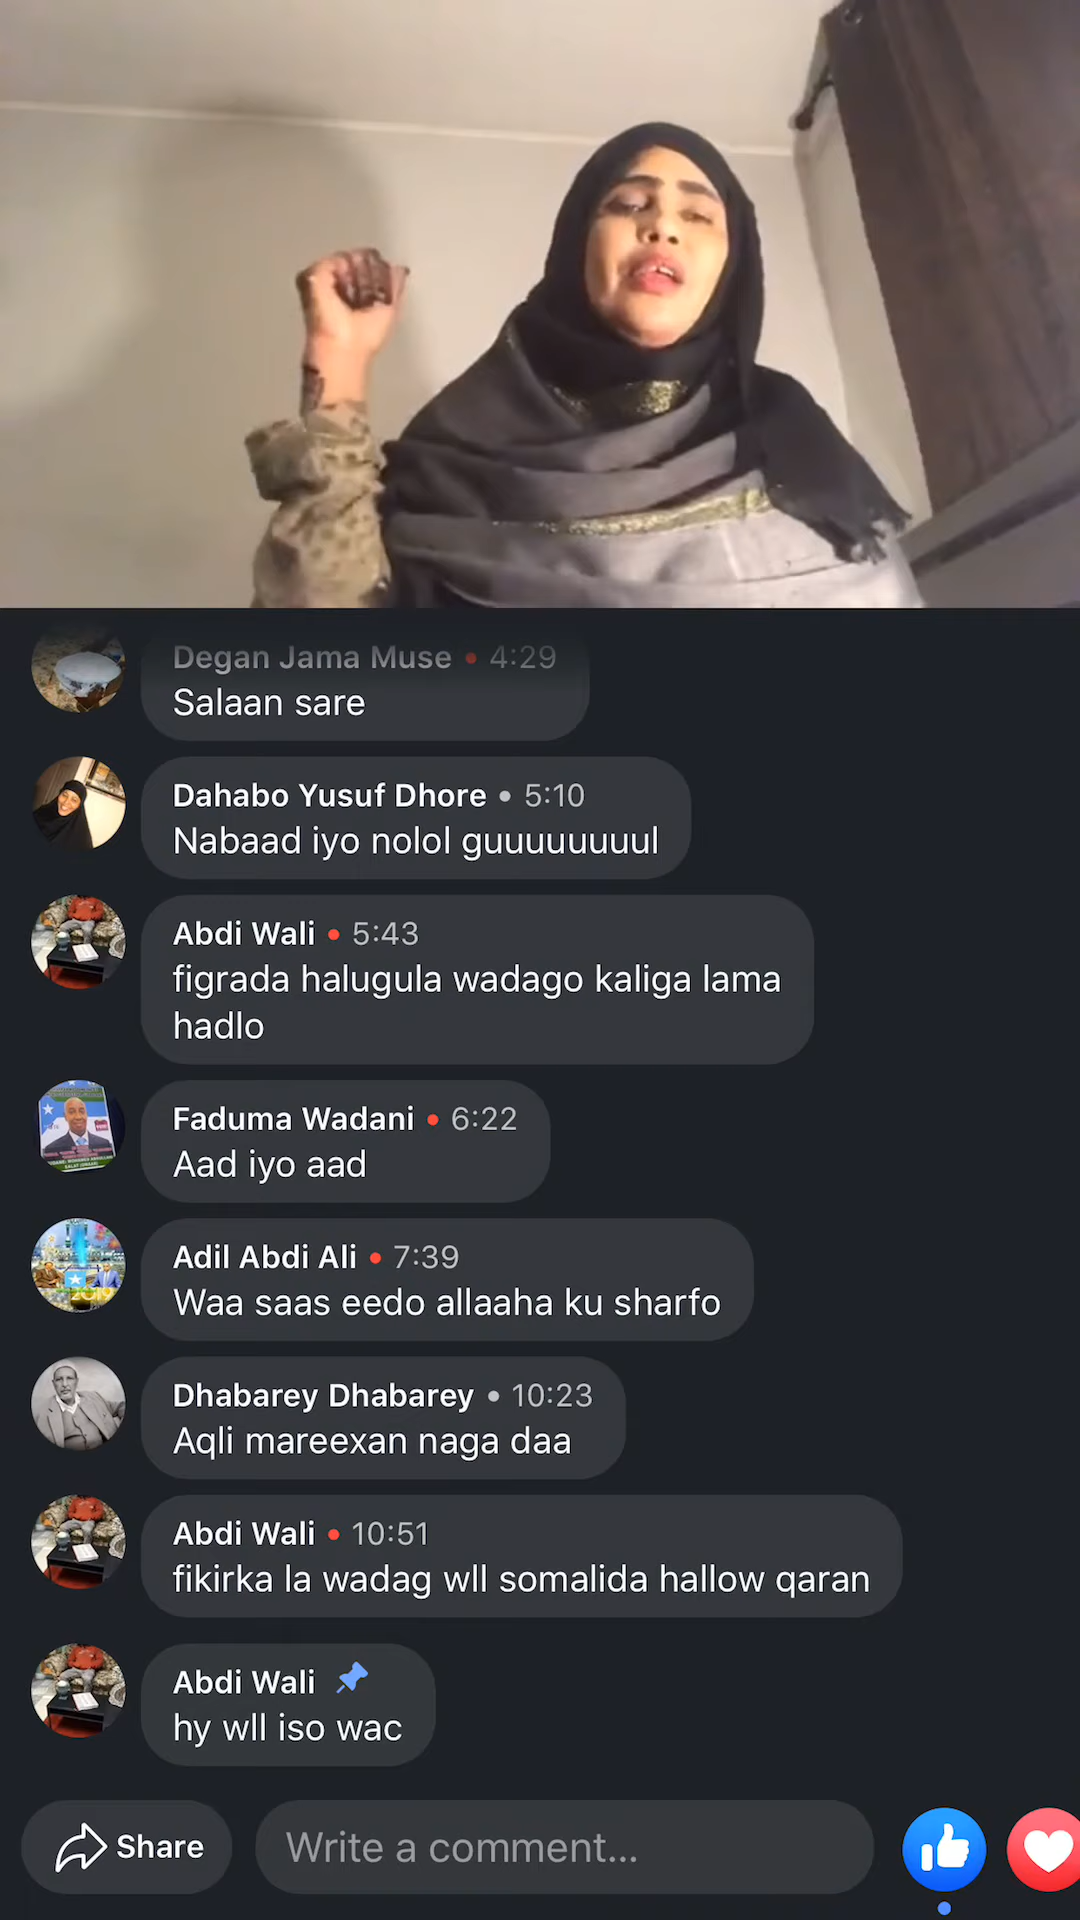 Degan Jama Muse • 4:29
Salaan sare
Dahabo Yusuf Dhore • 5:10
Nabaad iyo nolol guuuuuuuul
Abdi Wali • 5:43
figrada halugula wadago kaliga lama
hadlo
Faduma Wadani • 6:22
Aad iyo aad
Adil Abdi Ali • 7:39
Waa saas eedo allaaha ku sharfo
Dhabarey Dhabarey • 10:23
Aqli mareexan naga daa
Abdi Wali • 10:51
fikirka la wadag wll somalida hallow qaran
Abdi Wali
hy wll iso wac
Share
Write a comment...